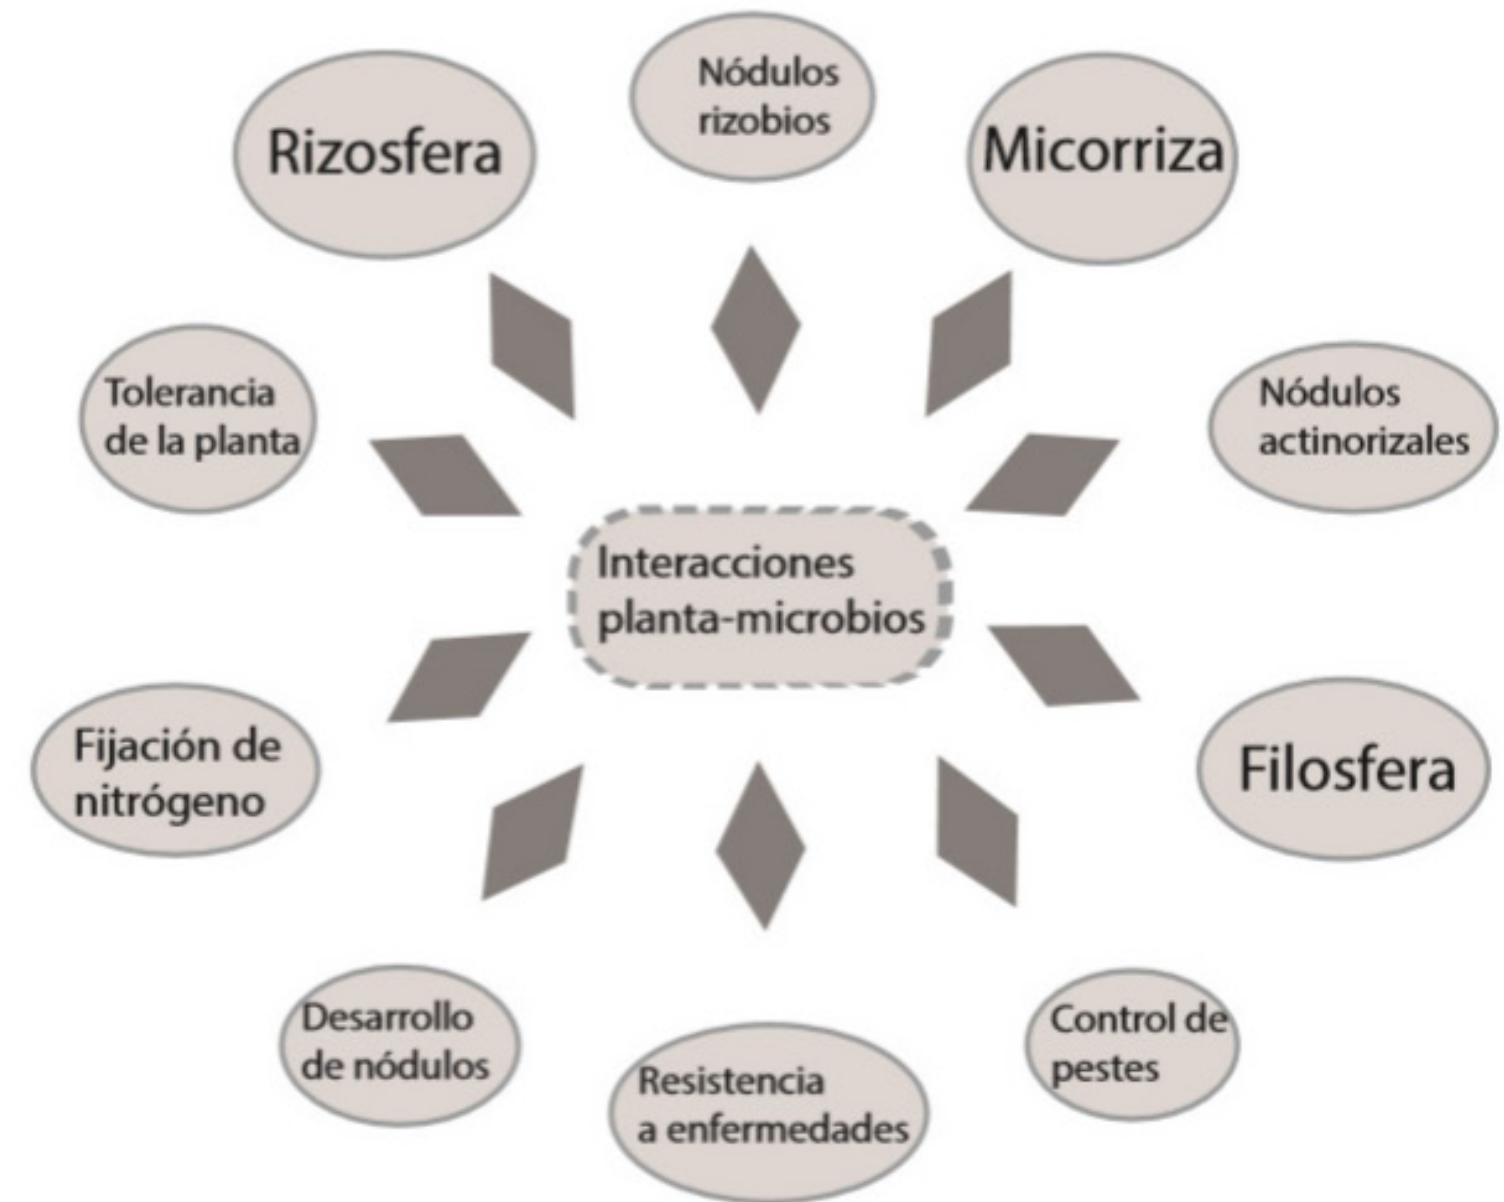 Nódulos
rizobios
Rizosfera
Micorriza
Tolerancia
de la planta
Nódulos
actinorizales
Interacciones
planta-microbios
Fijación de
nitrógeno
Filosfera
Desarrollo
de nódulos
Control de
pestes
Resistencia
a enfermedades